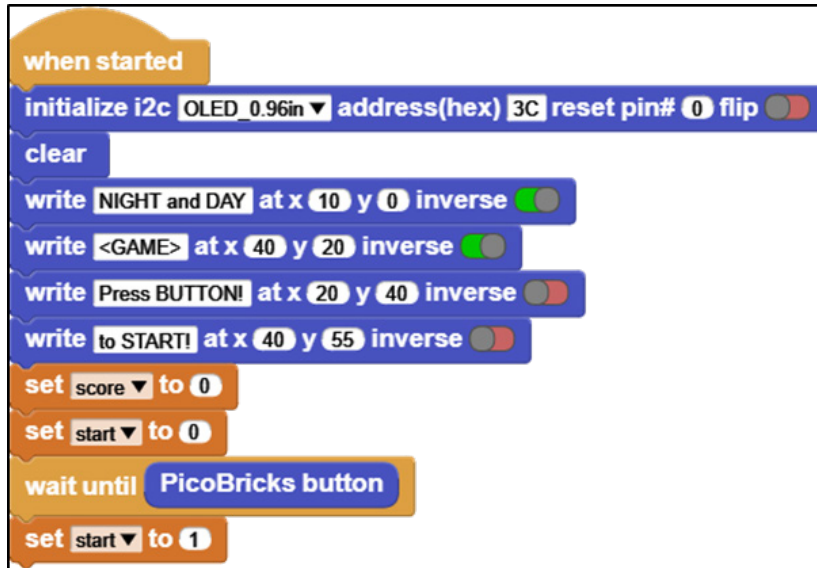 when started
initialize i2c OLED_0.96in address(hex) 3C reset pin# 0 flip
clear
write NIGHT and DAY at x 10 y 0 inverse
write <GAME> at x 40 y 20 inverse
write Press BUTTON! at x 20 y 40 inverse
write to START! at x 40 y 55 inverse
set score to 0
set start to 0
wait until PicoBricks button
set start to 1